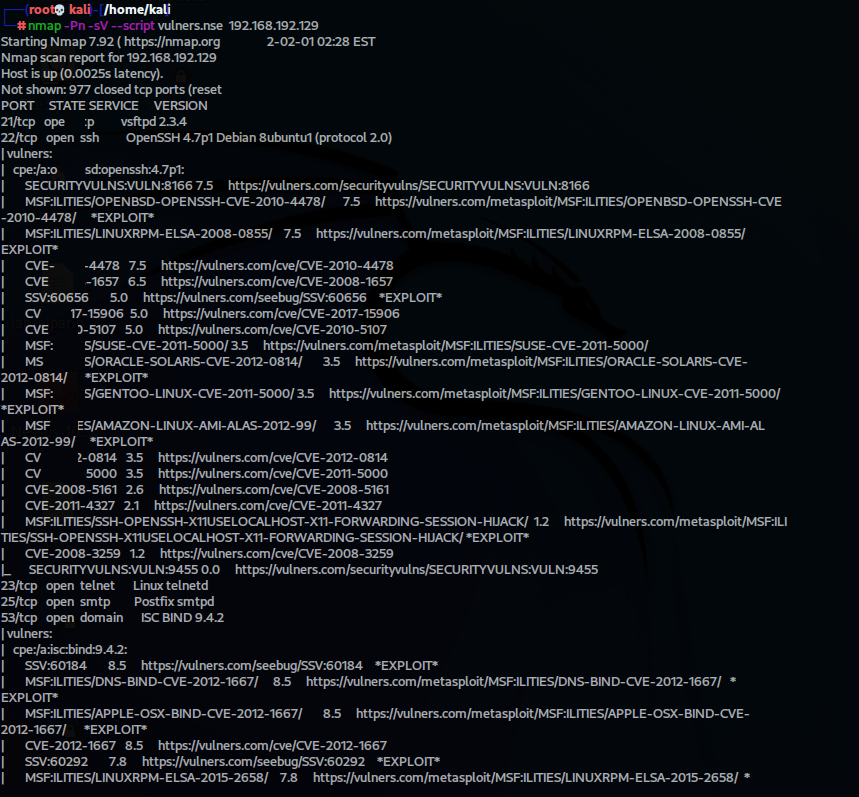 (root💀kali)-[/home/kali]
# nmap -Pn -sV --script vulners.nse 192.168.192.129
Starting Nmap 7.92 ( https://nmap.org 2-02-01 02:28 EST
Nmap scan report for 192.168.192.129
Host is up (0.0025s latency).
Not shown: 977 closed tcp ports (reset
PORT STATE SERVICE VERSION
21/tcp ope :p vsftpd 2.3.4
22/tcp open ssh OpenSSH 4.7p1 Debian 8ubuntu1 (protocol 2.0)
| vulners:
| cpe:/a:o sd:openssh:4.7p1:
| SECURITYVULNS:VULN:8166 7.5 https://vulners.com/securityvulns/SECURITYVULNS:VULN:8166
| MSF:ILITIES/OPENBSD-OPENSSH-CVE-2010-4478/ 7.5 https://vulners.com/metasploit/MSF:ILITIES/OPENBSD-OPENSSH-CVE
-2010-4478/ *EXPLOIT*
| MSF:ILITIES/LINUXRPM-ELSA-2008-0855/ 7.5 https://vulners.com/metasploit/MSF:ILITIES/LINUXRPM-ELSA-2008-0855/
EXPLOIT*
| CVE- -4478 7.5 https://vulners.com/cve/CVE-2010-4478
| CVE -1657 6.5 https://vulners.com/cve/CVE-2008-1657
| SSV:60656 5.0 https://vulners.com/seebug/SSV:60656 *EXPLOIT*
| CV 17-15906 5.0 https://vulners.com/cve/CVE-2017-15906
| CVE 0-5107 5.0 https://vulners.com/cve/CVE-2010-5107
| MSF: S/SUSE-CVE-2011-5000/ 3.5 https://vulners.com/metasploit/MSF:ILITIES/SUSE-CVE-2011-5000/
| MS S/ORACLE-SOLARIS-CVE-2012-0814/ 3.5 https://vulners.com/metasploit/MSF:ILITIES/ORACLE-SOLARIS-CVE-
2012-0814/ *EXPLOIT*
| MSF: S/GENTOO-LINUX-CVE-2011-5000/ 3.5 https://vulners.com/metasploit/MSF:ILITIES/GENTOO-LINUX-CVE-2011-5000/
*EXPLOIT*
| MSF ES/AMAZON-LINUX-AMI-ALAS-2012-99/ 3.5 https://vulners.com/metasploit/MSF:ILITIES/AMAZON-LINUX-AMI-AL
AS-2012-99/ *EXPLOIT*
| CV 2-0814 3.5 https://vulners.com/cve/CVE-2012-0814
| CV 5000 3.5 https://vulners.com/cve/CVE-2011-5000
| CVE-2008-5161 2.6 https://vulners.com/cve/CVE-2008-5161
| CVE-2011-4327 2.1 https://vulners.com/cve/CVE-2011-4327
| MSF:ILITIES/SSH-OPENSSH-X11USELOCALHOST-X11-FORWARDING-SESSION-HIJACK/ 1.2 https://vulners.com/metasploit/MSF:ILI
TIES/SSH-OPENSSH-X11USELOCALHOST-X11-FORWARDING-SESSION-HIJACK/ *EXPLOIT*
| CVE-2008-3259 1.2 https://vulners.com/cve/CVE-2008-3259
|_ SECURITYVULNS:VULN:9455 0.0 https://vulners.com/securityvulns/SECURITYVULNS:VULN:9455
23/tcp open telnet Linux telnetd
25/tcp open smtp Postfix smtpd
53/tcp open domain ISC BIND 9.4.2
| vulners:
| cpe:/a:isc:bind:9.4.2:
| SSV:60184 8.5 https://vulners.com/seebug/SSV:60184 *EXPLOIT*
| MSF:ILITIES/DNS-BIND-CVE-2012-1667/ 8.5 https://vulners.com/metasploit/MSF:ILITIES/DNS-BIND-CVE-2012-1667/ *
EXPLOIT*
| MSF:ILITIES/APPLE-OSX-BIND-CVE-2012-1667/ 8.5 https://vulners.com/metasploit/MSF:ILITIES/APPLE-OSX-BIND-CVE-
2012-1667/ *EXPLOIT*
| CVE-2012-1667 8.5 https://vulners.com/cve/CVE-2012-1667
| SSV:60292 7.8 https://vulners.com/seebug/SSV:60292 *EXPLOIT*
| MSF:ILITIES/LINUXRPM-ELSA-2015-2658/ 7.8 https://vulners.com/metasploit/MSF:ILITIES/LINUXRPM-ELSA-2015-2658/ *